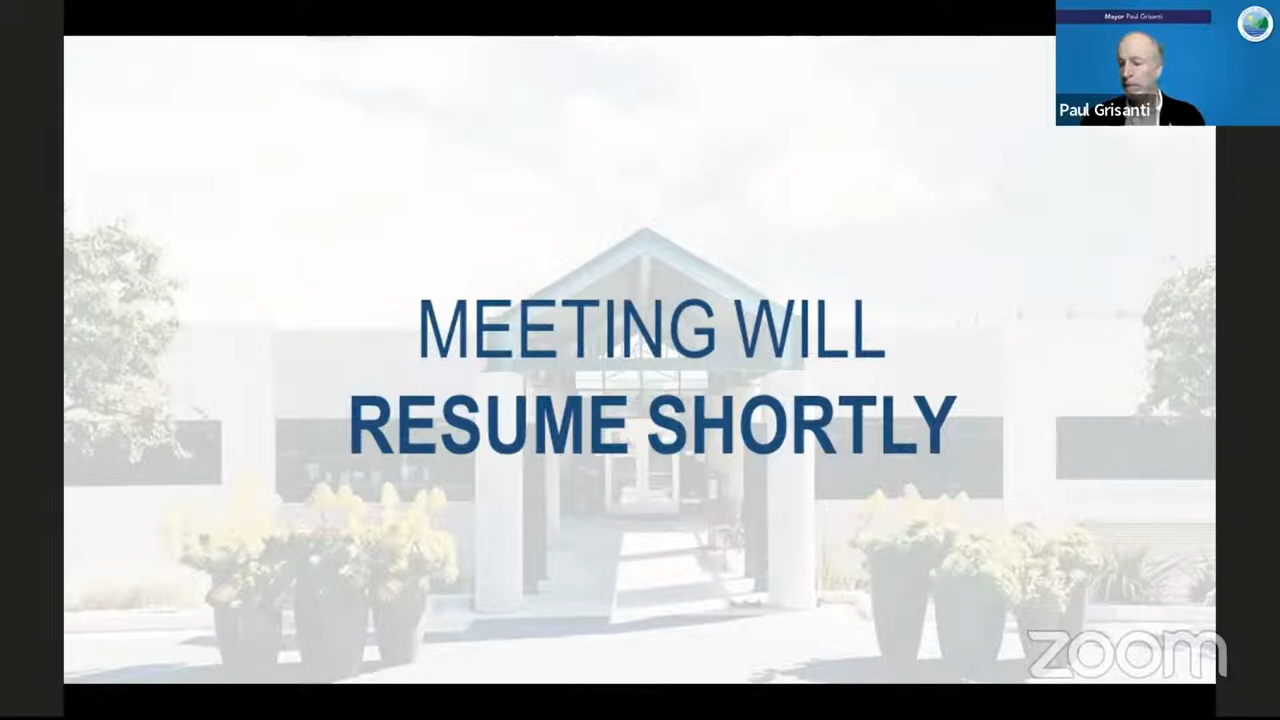 Mayor Paul Grisanti
Paul Grisanti
MEETING WILL
RESUME SHORTLY
zoom